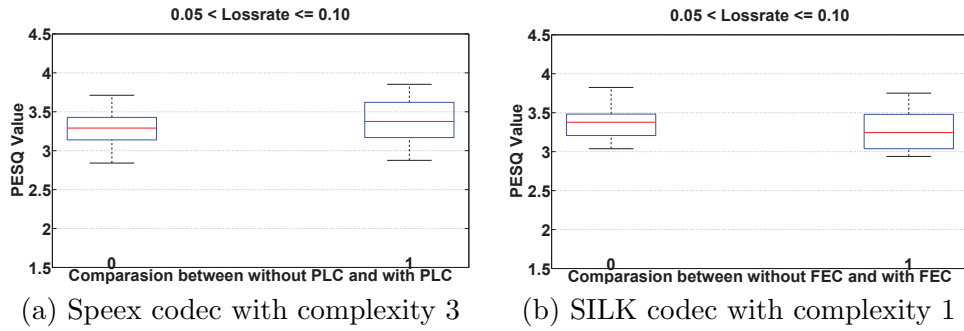 0.05 < Lossrate <= 0.10
4.5
4
3.5
3
2.5
2
1.5
PESQ Value
0 1
Comparasion between without PLC and with PLC
(a) Speex codec with complexity 3
0.05 < Lossrate <= 0.10
4.5
4
3.5
3
2.5
2
1.5
PESQ Value
0 1
Comparasion between without FEC and with FEC
(b) SILK codec with complexity 1